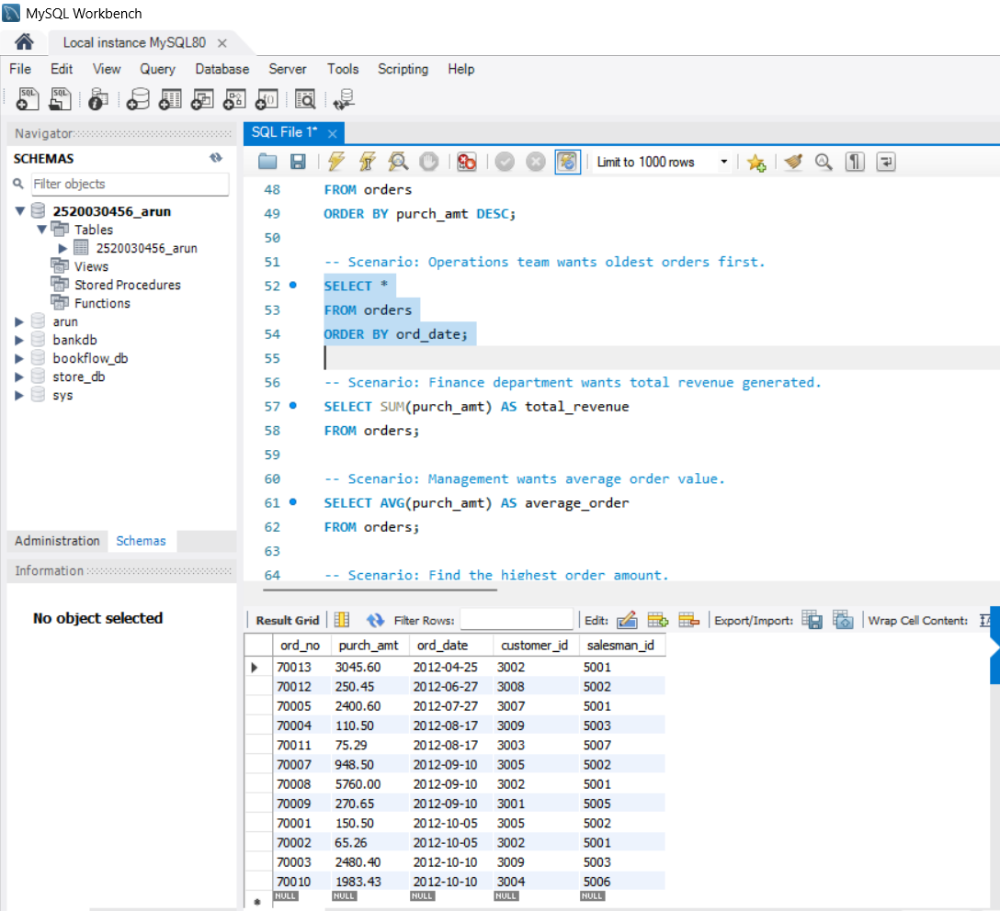 MySQL Workbench
Local instance MySQL80
File Edit View Query Database Server Tools Scripting Help
Navigator
SQL File 1*
SCHEMAS
Limit to 1000 rows
Filter objects
2520030456_arun
Tables
2520030456_arun
Views
Stored Procedures
Functions
arun
bankdb
bookflow_db
store_db
sys
48 FROM orders
49 ORDER BY purch_amt DESC;
50
51 -- Scenario: Operations team wants oldest orders first.
52 SELECT *
53 FROM orders
54 ORDER BY ord_date;
55
56 -- Scenario: Finance department wants total revenue generated.
57 SELECT SUM(purch_amt) AS total_revenue
58 FROM orders;
59
60 -- Scenario: Management wants average order value.
61 SELECT AVG(purch_amt) AS average_order
62 FROM orders;
63
64 -- Scenario: Find the highest order amount.
Administration Schemas
Information
No object selected
Result Grid Filter Rows: Edit: Export/Import: Wrap Cell Content:
ord_no purch_amt ord_date customer_id salesman_id
70013 3045.60 2012-04-25 3002 5001
70012 250.45 2012-06-27 3008 5002
70005 2400.60 2012-07-27 3007 5001
70004 110.50 2012-08-17 3009 5003
70011 75.29 2012-08-17 3003 5007
70007 948.50 2012-09-10 3005 5002
70008 5760.00 2012-09-10 3002 5001
70009 270.65 2012-09-10 3001 5005
70001 150.50 2012-10-05 3005 5002
70002 65.26 2012-10-05 3002 5001
70003 2480.40 2012-10-10 3009 5003
70010 1983.43 2012-10-10 3004 5006
NULL NULL NULL NULL NULL